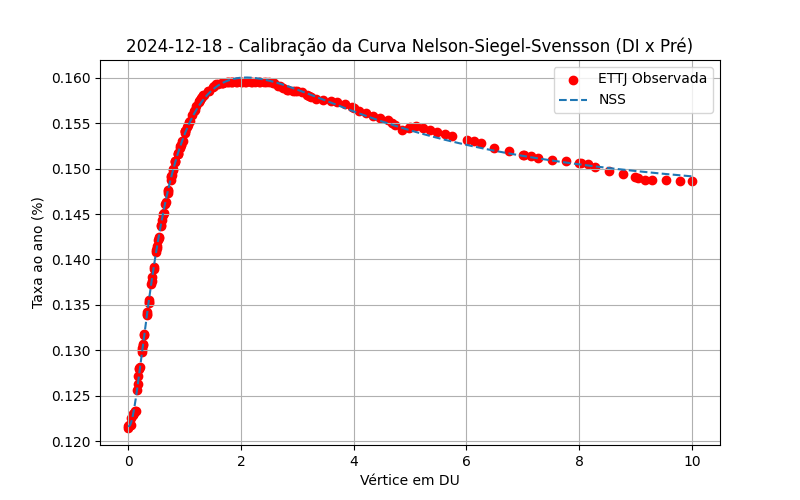 2024-12-18 - Calibração da Curva Nelson-Siegel-Svensson (DI x Pré)
ETTJ Observada
NSS
Taxa ao ano (%)
0.160
0.155
0.150
0.145
0.140
0.135
0.130
0.125
0.120
0 2 4 6 8 10
Vértice em DU